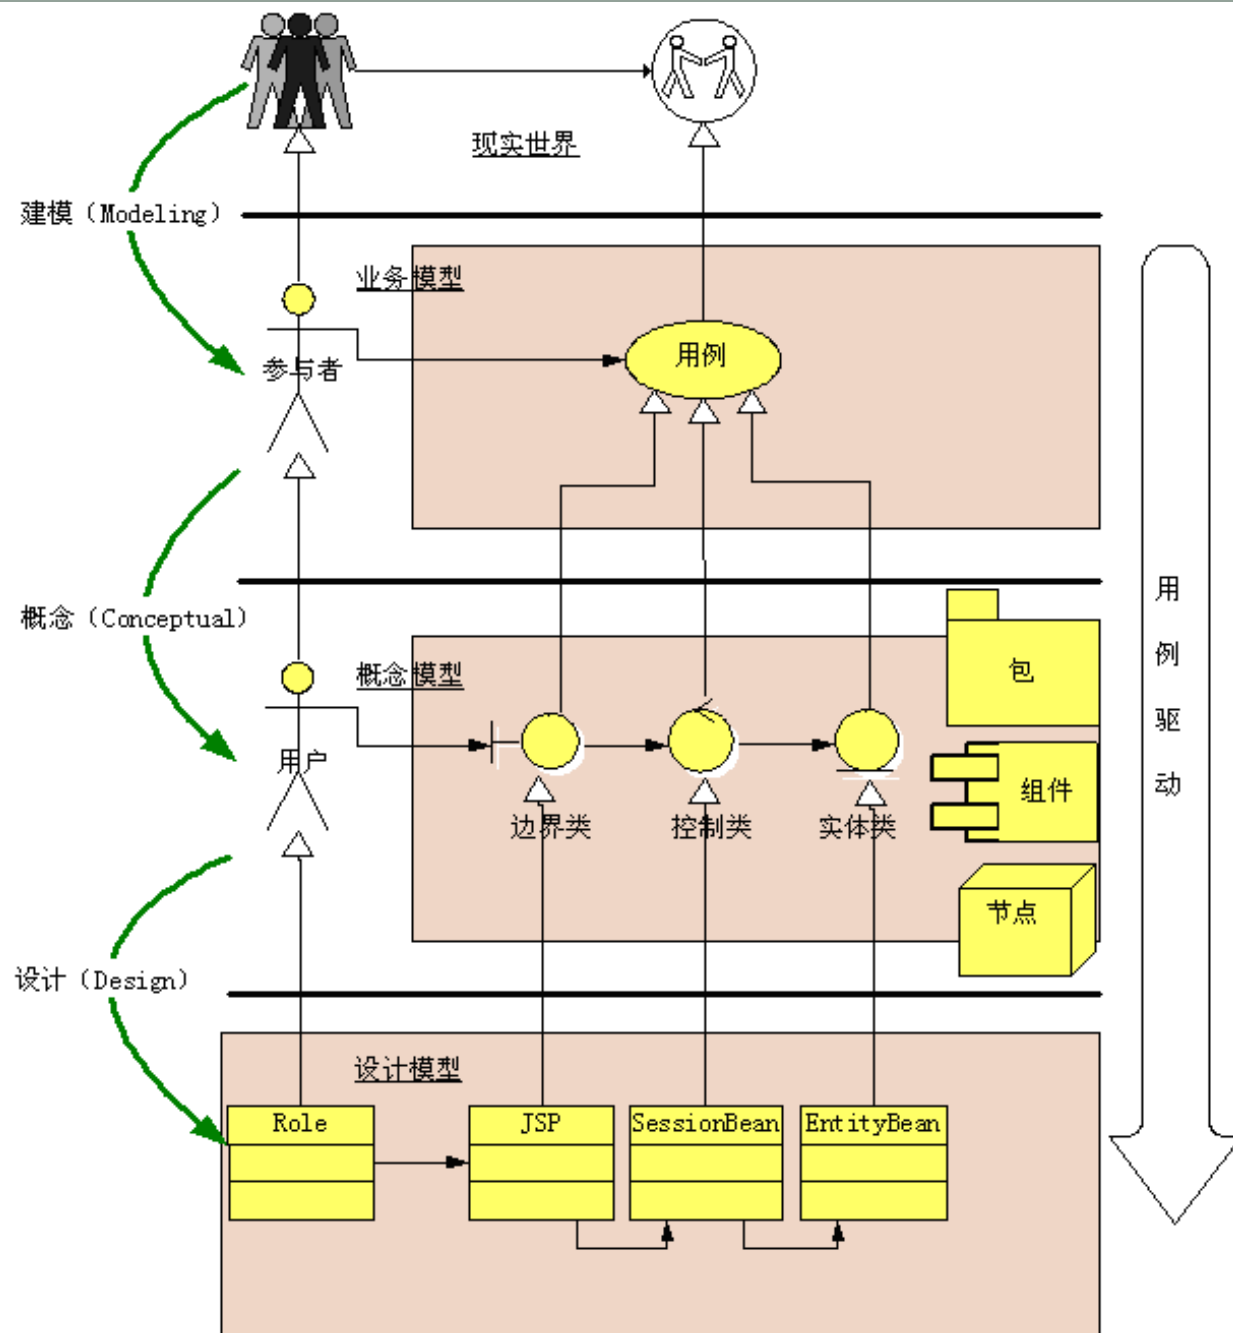 现实世界
建模（Modeling）
业务模型
用例
参与者
用例驱动
概念（Conceptual）
概念模型
包
用户
组件
边界类
控制类
实体类
节点
设计（Design）
设计模型
Role
JSP
SessionBean
EntityBean